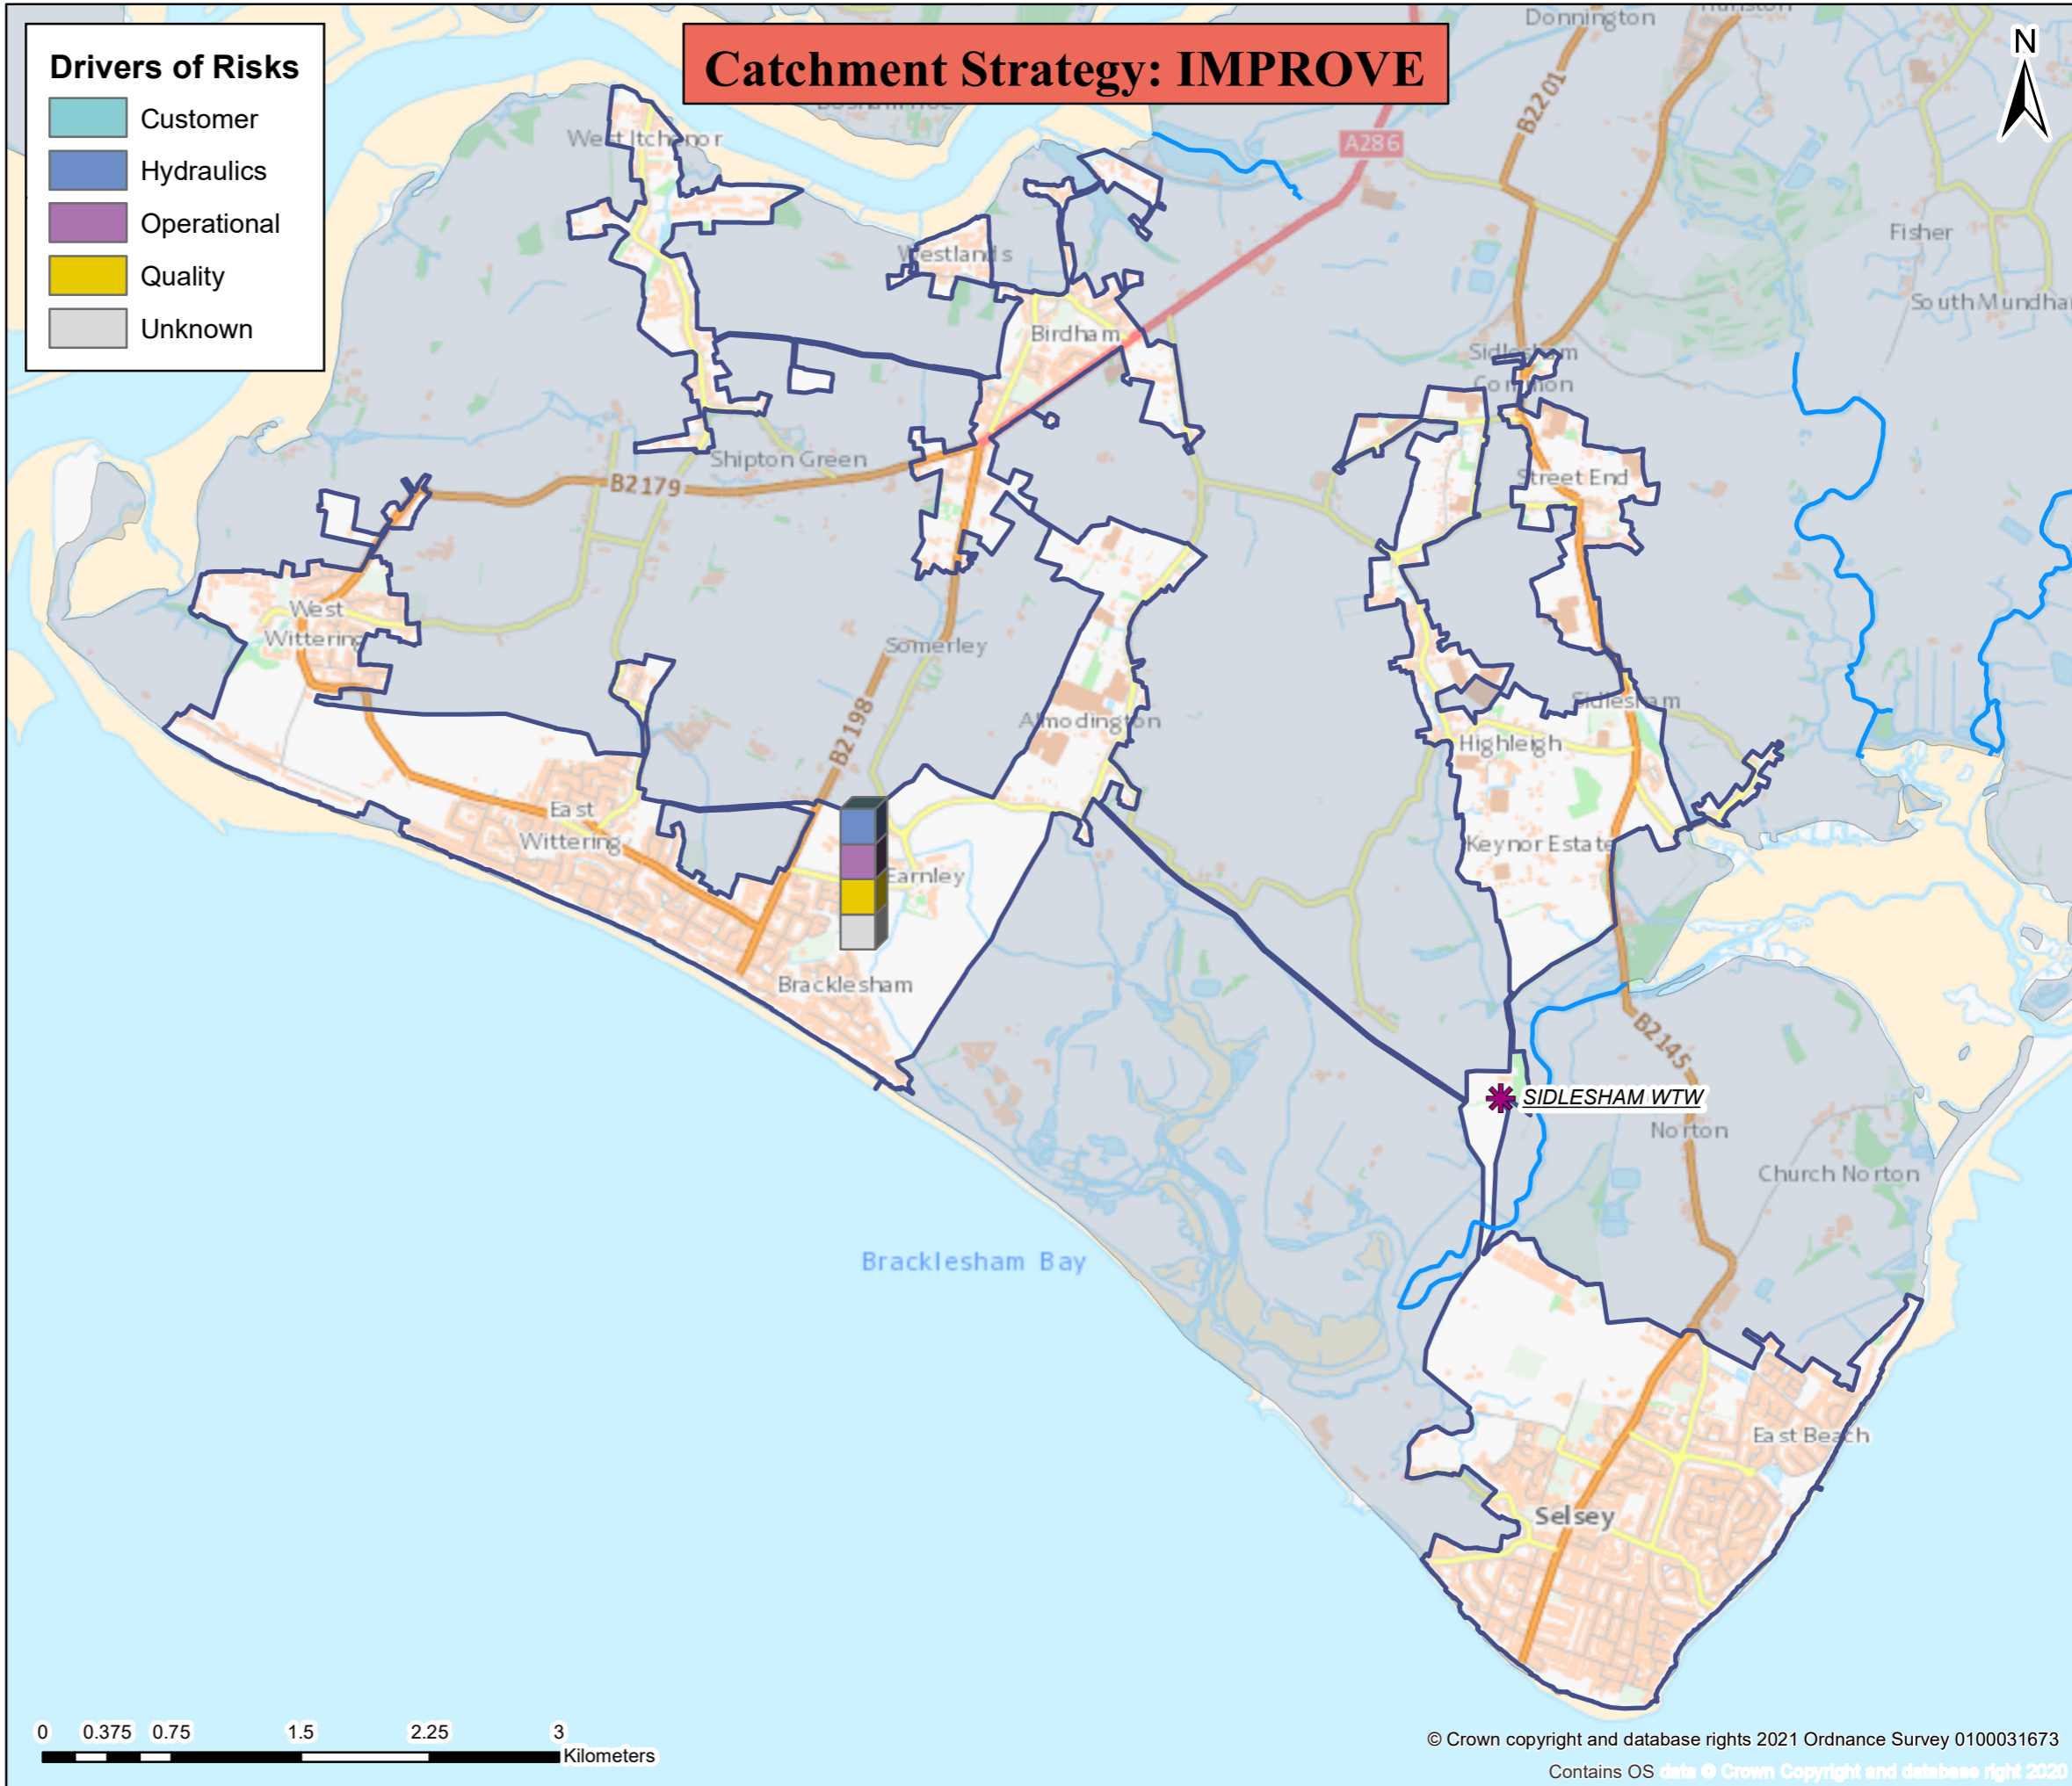 Catchment Strategy: IMPROVE
Drivers of Risks
Customer
Hydraulics
Operational
Quality
Unknown
N
Donnington
B2201
A286
West Itchenor
Westlands
Fisher
Birdham
Sidlesham
Common
Shipton Green
B2179
Street End
West
Wittering
Somerley
Sidlesham
Almodington
B2198
Highleigh
East
Wittering
Keynor Estate
Earnley
Bracklesham
B2145
SIDLESHAM WTW
Norton
Church Norton
Bracklesham Bay
East Beach
Selsey
0 0.375 0.75 1.5 2.25 3
Kilometers
© Crown copyright and database rights 2021 Ordnance Survey 0100031673
Contains OS data © Crown Copyright and database right